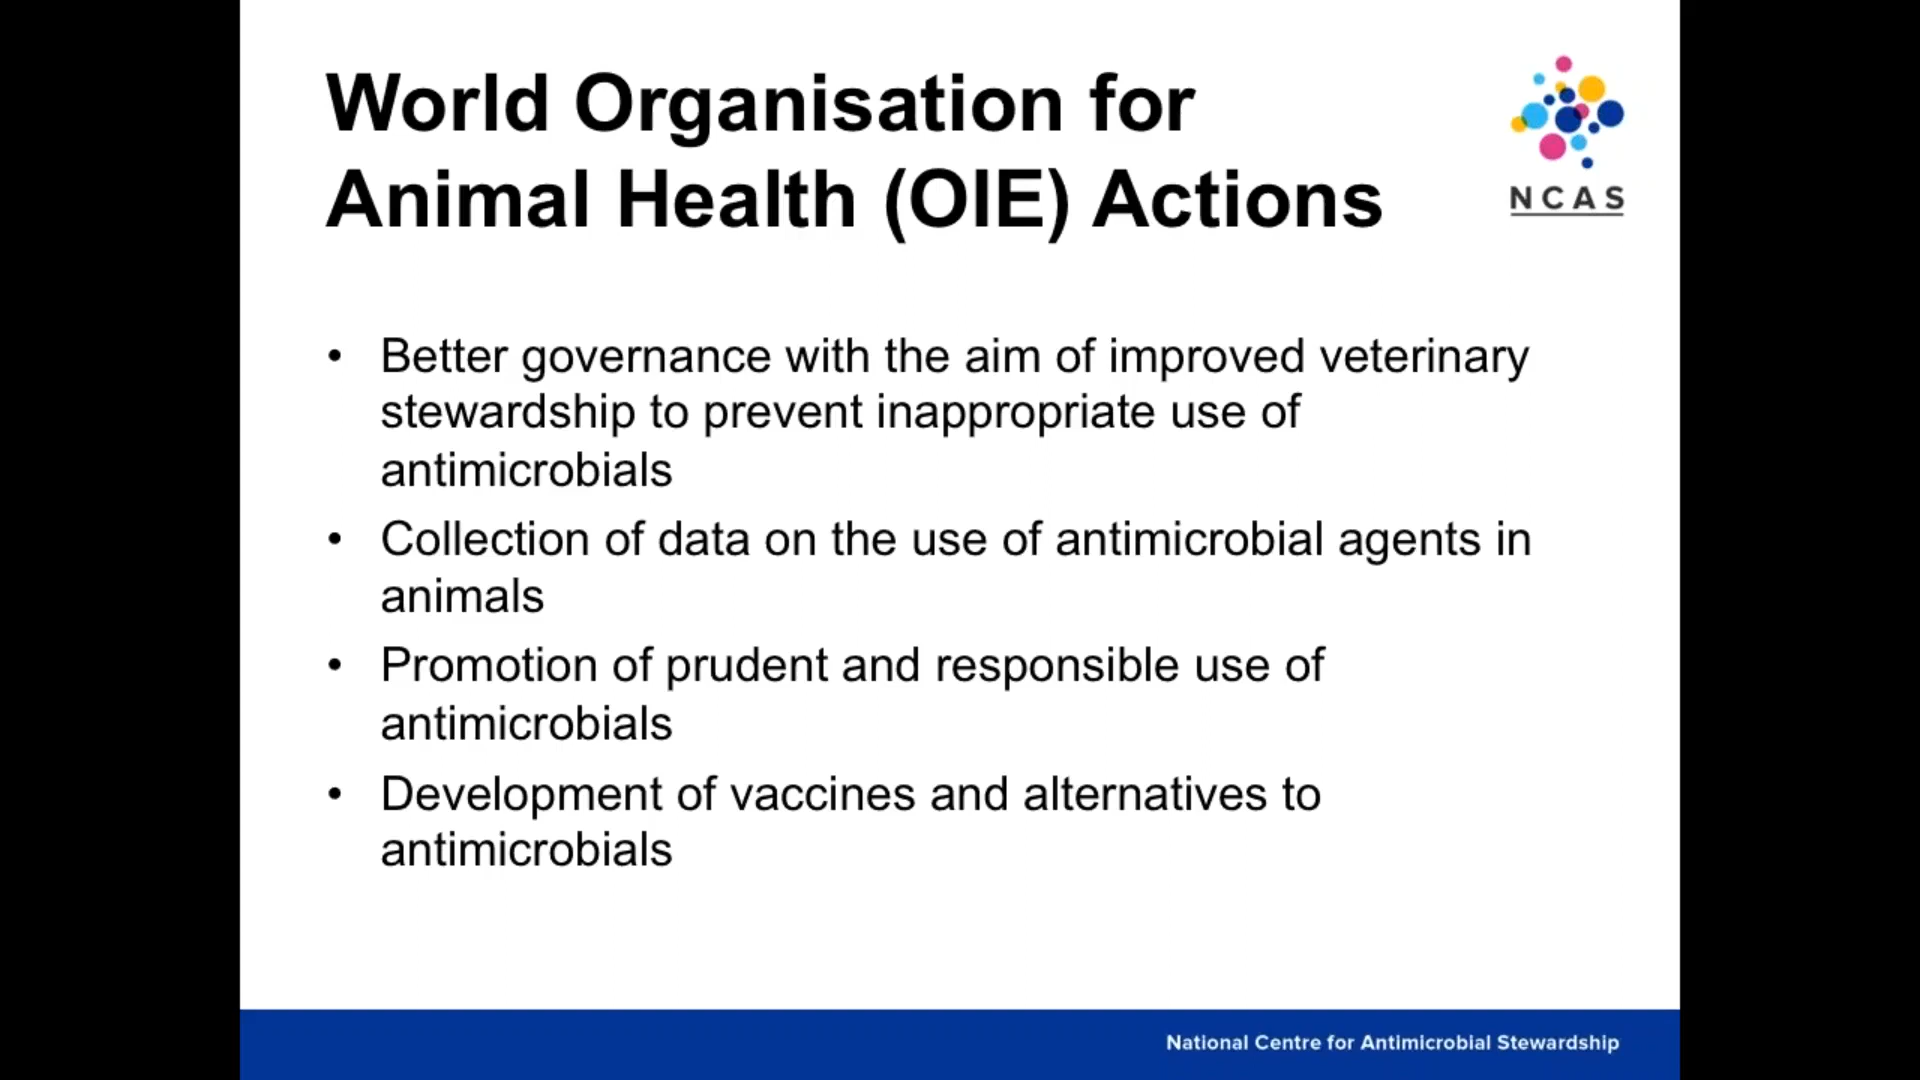 World Organisation for
Animal Health (OIE) Actions
NCAS
• Better governance with the aim of improved veterinary
stewardship to prevent inappropriate use of
antimicrobials
• Collection of data on the use of antimicrobial agents in
animals
• Promotion of prudent and responsible use of
antimicrobials
• Development of vaccines and alternatives to
antimicrobials
National Centre for Antimicrobial Stewardship